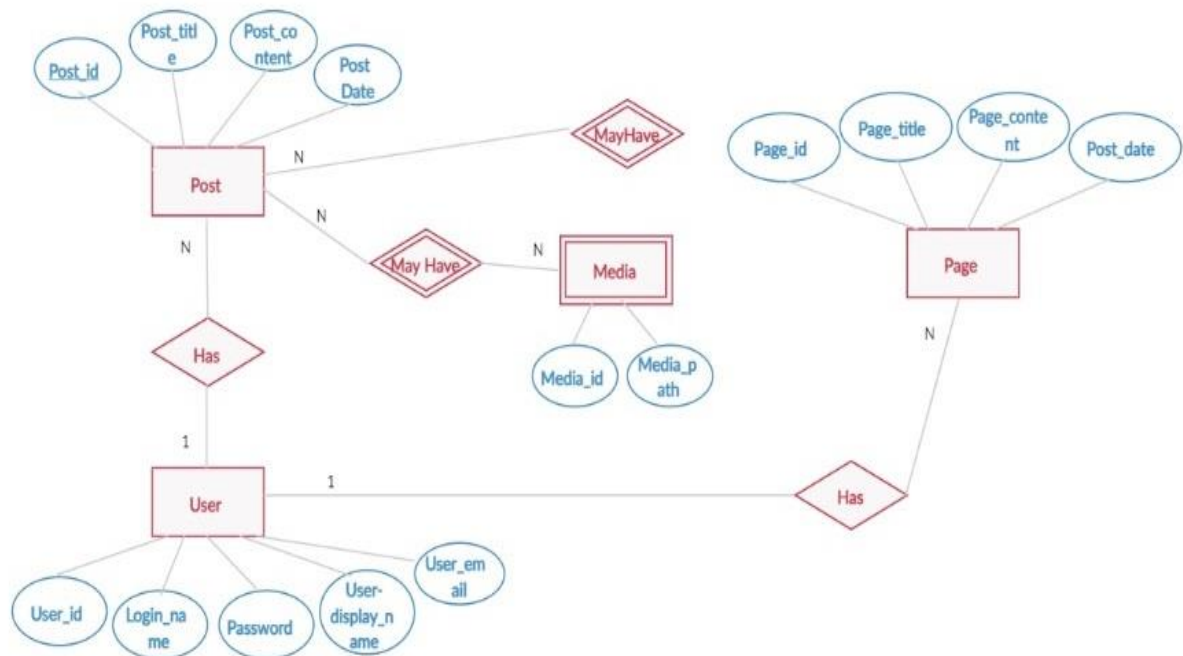 Post_id
Post_titl
e
Post_co
ntent
Post
Date
MayHave
Page_id
Page_title
Page_conte
nt
Post_date
Post
N
N
N
May Have
N
Media
Page
Media_id
Media_p
ath
N
Has
1
User
1
Has
User_id
Login_na
me
Password
User-
display_n
ame
User_em
ail